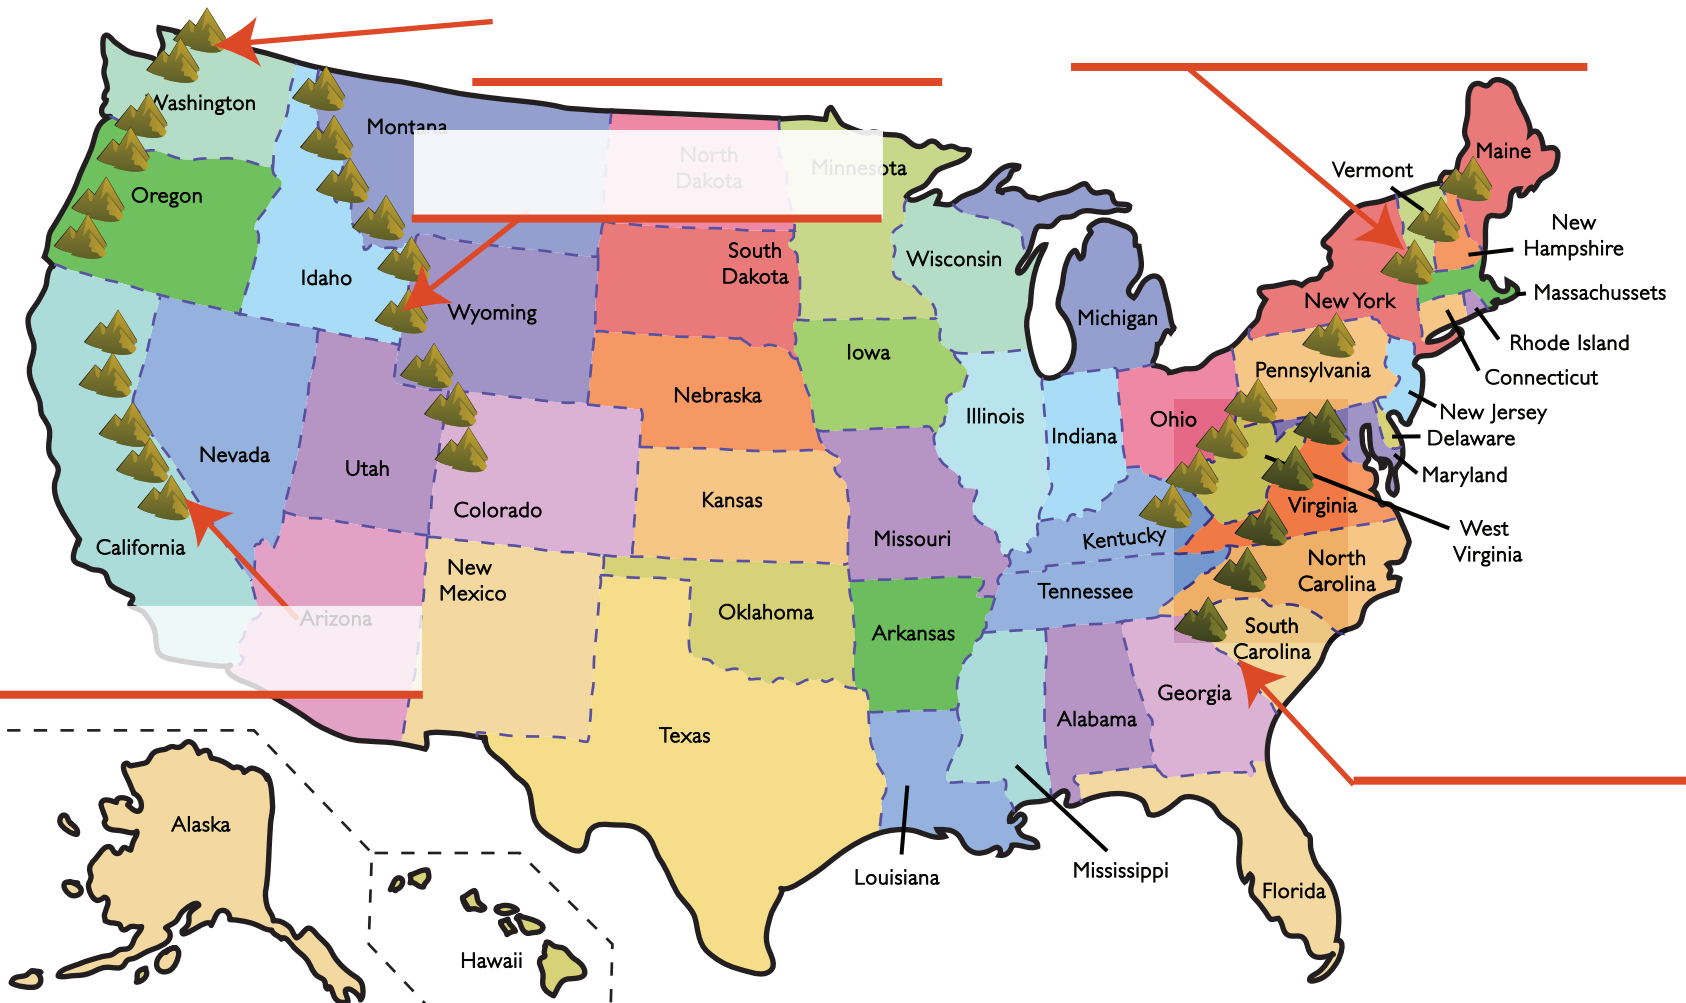 Washington
Montana
North
Dakota
Minnesota
Oregon
Idaho
Wyoming
South
Dakota
Wisconsin
Michigan
Vermont
Maine
New
Hampshire
Massachussets
New York
Rhode Island
Connecticut
New Jersey
Delaware
Maryland
Pennsylvania
Iowa
Nebraska
Illinois
Indiana
Ohio
Nevada
Utah
Colorado
Kansas
Missouri
Kentucky
Virginia
West
Virginia
California
Arizona
New
Mexico
Oklahoma
Arkansas
Tennessee
North
Carolina
South
Carolina
Georgia
Alabama
Texas
Louisiana
Mississippi
Florida
Alaska
Hawaii